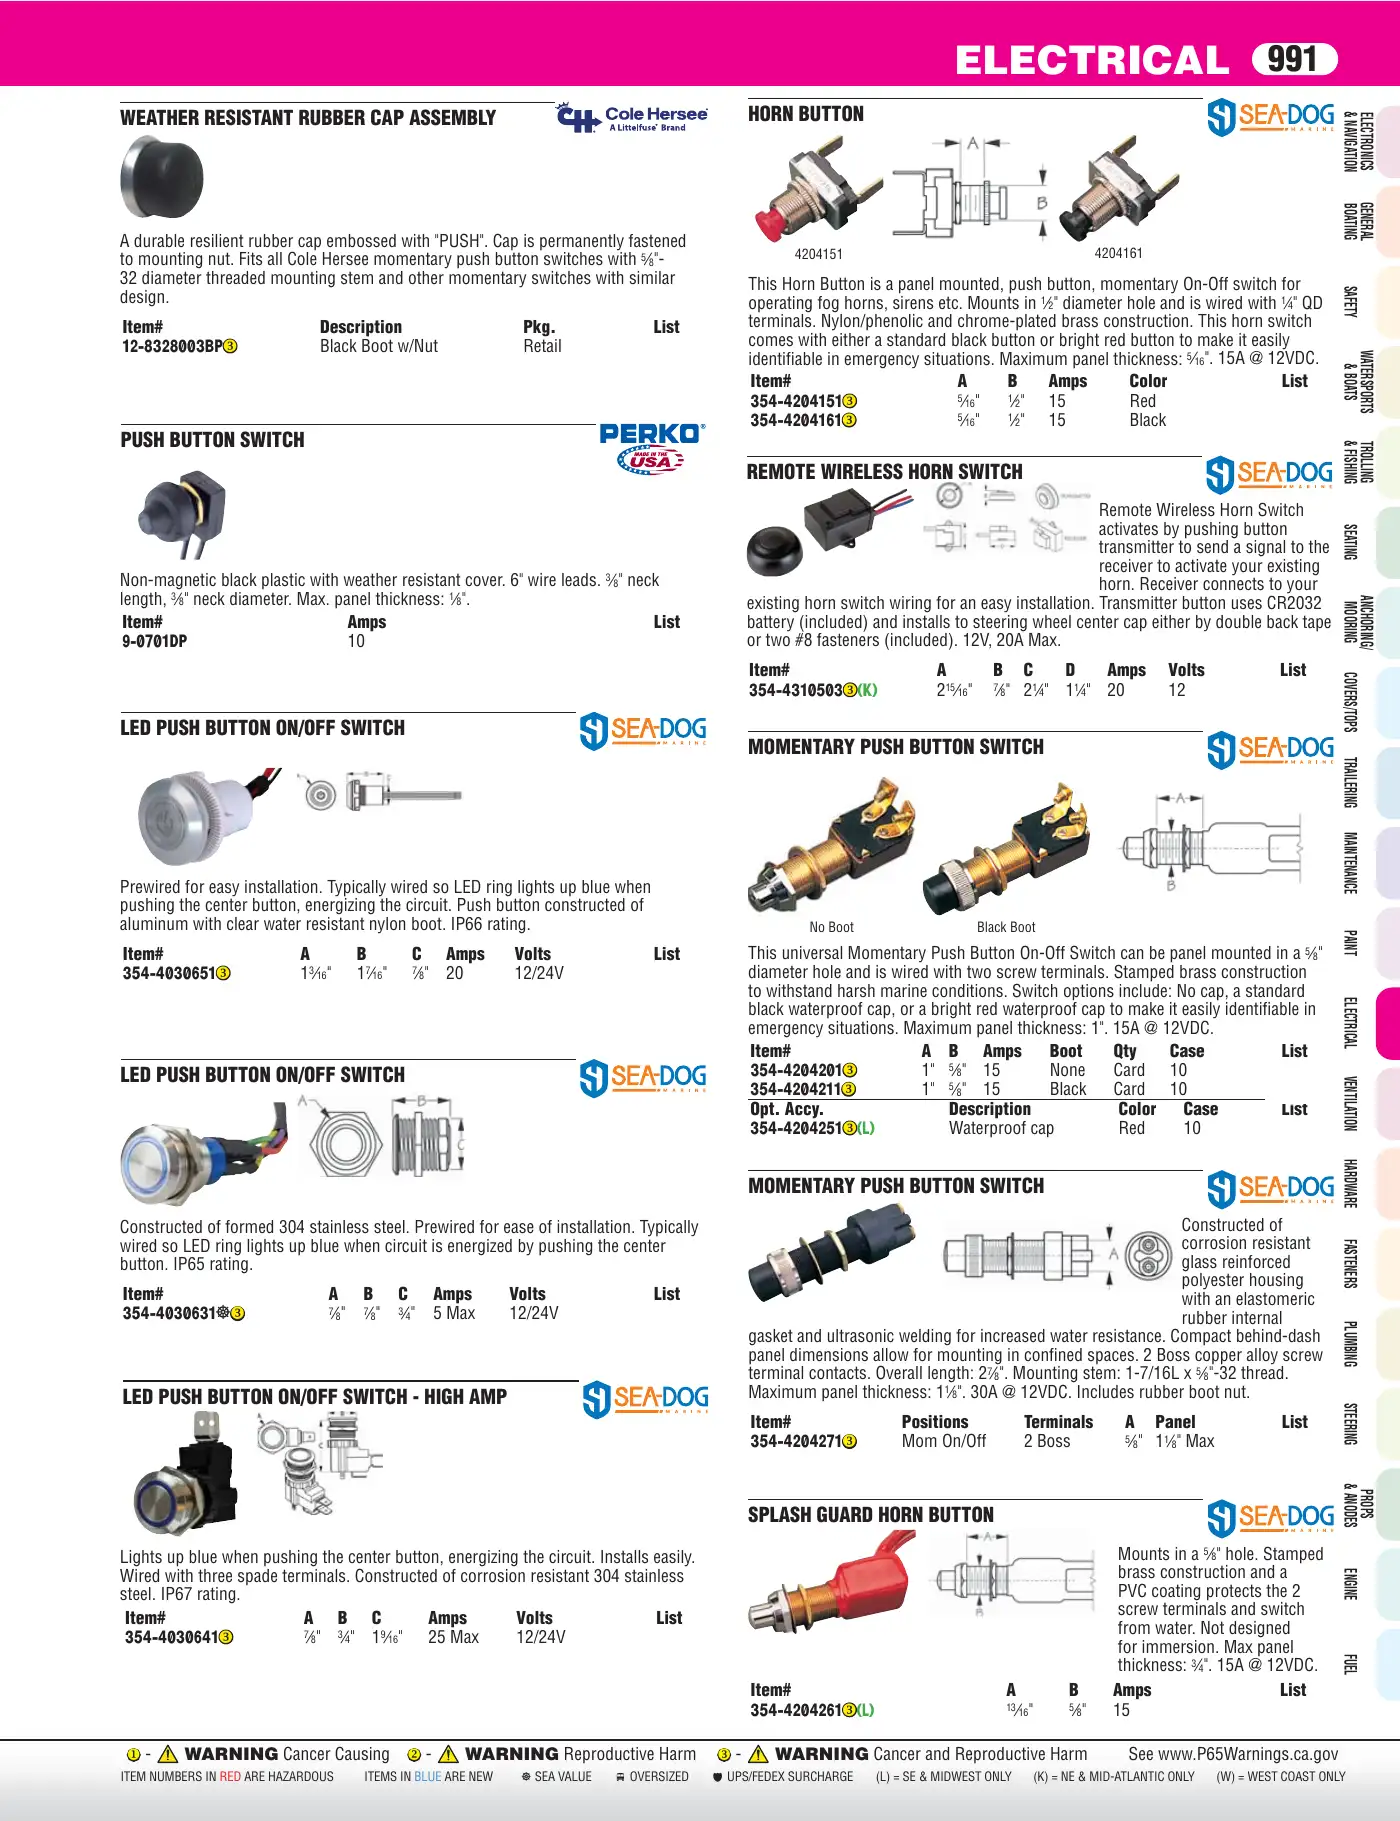 ELECTRICAL 991
WEATHER RESISTANT RUBBER CAP ASSEMBLY
Cole Hersee
A Littelfuse® Brand
A durable resilient rubber cap embossed with "PUSH". Cap is permanently fastened
to mounting nut. Fits all Cole Hersee momentary push button switches with ⅝"-
32 diameter threaded mounting stem and other momentary switches with similar
design.
Item# Description Pkg. List
12-8328003BP③ Black Boot w/Nut Retail
PUSH BUTTON SWITCH
PERKO®
MADE IN THE
USA
Non-magnetic black plastic with weather resistant cover. 6" wire leads. ⅜" neck
length, ⅜" neck diameter. Max. panel thickness: ⅛".
Item# Amps List
9-0701DP 10
LED PUSH BUTTON ON/OFF SWITCH
SEA-DOG
MARINE
Prewired for easy installation. Typically wired so LED ring lights up blue when
pushing the center button, energizing the circuit. Push button constructed of
aluminum with clear water resistant nylon boot. IP66 rating.
Item# A B C Amps Volts List
354-4030651③ 1³⁄₁₆" 1⁷⁄₁₆" ⅞" 20 12/24V
LED PUSH BUTTON ON/OFF SWITCH
SEA-DOG
MARINE
A B C
Constructed of formed 304 stainless steel. Prewired for ease of installation. Typically
wired so LED ring lights up blue when circuit is energized by pushing the center
button. IP65 rating.
Item# A B C Amps Volts List
354-4030631③ ⅞" ⅞" ¾" 5 Max 12/24V
LED PUSH BUTTON ON/OFF SWITCH - HIGH AMP
SEA-DOG
MARINE
Lights up blue when pushing the center button, energizing the circuit. Installs easily.
Wired with three spade terminals. Constructed of corrosion resistant 304 stainless
steel. IP67 rating.
Item# A B C Amps Volts List
354-4030641③ ⅞" ¾" 1⁹⁄₁₆" 25 Max 12/24V
HORN BUTTON
SEA-DOG
MARINE
A
B
4204151
4204161
This Horn Button is a panel mounted, push button, momentary On-Off switch for
operating fog horns, sirens etc. Mounts in ½" diameter hole and is wired with ¼" QD
terminals. Nylon/phenolic and chrome-plated brass construction. This horn switch
comes with either a standard black button or bright red button to make it easily
identifiable in emergency situations. Maximum panel thickness: ⁵⁄₁₆". 15A @ 12VDC.
Item# A B Amps Color List
354-4204151③ ⁵⁄₁₆" ½" 15 Red
354-4204161③ ⁵⁄₁₆" ½" 15 Black
REMOTE WIRELESS HORN SWITCH
SEA-DOG
MARINE
Remote Wireless Horn Switch
activates by pushing button
transmitter to send a signal to the
receiver to activate your existing
horn. Receiver connects to your
existing horn switch wiring for an easy installation. Transmitter button uses CR2032
battery (included) and installs to steering wheel center cap either by double back tape
or two #8 fasteners (included). 12V, 20A Max.
Item# A B C D Amps Volts List
354-4310503③(K) 2¹⁵⁄₁₆" ⅞" 2¼" 1¼" 20 12
MOMENTARY PUSH BUTTON SWITCH
SEA-DOG
MARINE
A
B
No Boot
Black Boot
This universal Momentary Push Button On-Off Switch can be panel mounted in a ⅝"
diameter hole and is wired with two screw terminals. Stamped brass construction
to withstand harsh marine conditions. Switch options include: No cap, a standard
black waterproof cap, or a bright red waterproof cap to make it easily identifiable in
emergency situations. Maximum panel thickness: 1". 15A @ 12VDC.
Item# A B Amps Boot Qty Case List
354-4204201③ 1" ⅝" 15 None Card 10
354-4204211③ 1" ⅝" 15 Black Card 10
Opt. Accy. Description Color Case List
354-4204251③(L) Waterproof cap Red 10
MOMENTARY PUSH BUTTON SWITCH
SEA-DOG
MARINE
A
Constructed of
corrosion resistant
glass reinforced
polyester housing
with an elastomeric
rubber internal
gasket and ultrasonic welding for increased water resistance. Compact behind-dash
panel dimensions allow for mounting in confined spaces. 2 Boss copper alloy screw
terminal contacts. Overall length: 2⅞". Mounting stem: 1-7/16L x ⅝"-32 thread.
Maximum panel thickness: 1⅛". 30A @ 12VDC. Includes rubber boot nut.
Item# Positions Terminals A Panel List
354-4204271③ Mom On/Off 2 Boss ⅝" 1⅛" Max
SPLASH GUARD HORN BUTTON
SEA-DOG
MARINE
A
B
Mounts in a ⅝" hole. Stamped
brass construction and a
PVC coating protects the 2
screw terminals and switch
from water. Not designed
for immersion. Max panel
thickness: ¾". 15A @ 12VDC.
Item# A B Amps List
354-4204261③(L) ¹³⁄₁₆" ⅝" 15
ELECTRONICS
& NAVIGATION
GENERAL
BOATING
SAFETY
WATERSPORTS
& BOATS
TROLLING
& FISHING
SEATING
ANCHORING/
MOORING
COVERS/TOPS
TRAILERING
MAINTENANCE
PAINT
ELECTRICAL
VENTILATION
HARDWARE
FASTENERS
PLUMBING
STEERING
PROPS
& ANODES
ENGINE
FUEL
① - WARNING Cancer Causing ② - WARNING Reproductive Harm ③ - WARNING Cancer and Reproductive Harm See www.P65Warnings.ca.gov
ITEM NUMBERS IN RED ARE HAZARDOUS ITEMS IN BLUE ARE NEW SEA VALUE OVERSIZED UPS/FEDEX SURCHARGE (L) = SE & MIDWEST ONLY (K) = NE & MID-ATLANTIC ONLY (W) = WEST COAST ONLY